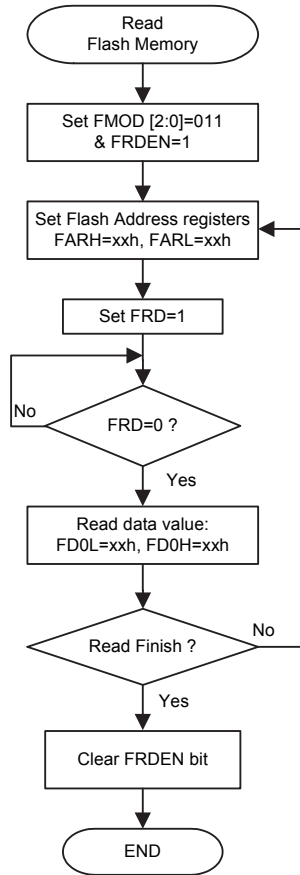 Read
Flash Memory
Set FMOD [2:0]=011
& FRDEN=1
Set Flash Address registers
FARH=xxh, FARL=xxh
Set FRD=1
No
FRD=0 ?
Yes
Read data value:
FD0L=xxh, FD0H=xxh
Read Finish ?
No
Yes
Clear FRDEN bit
END